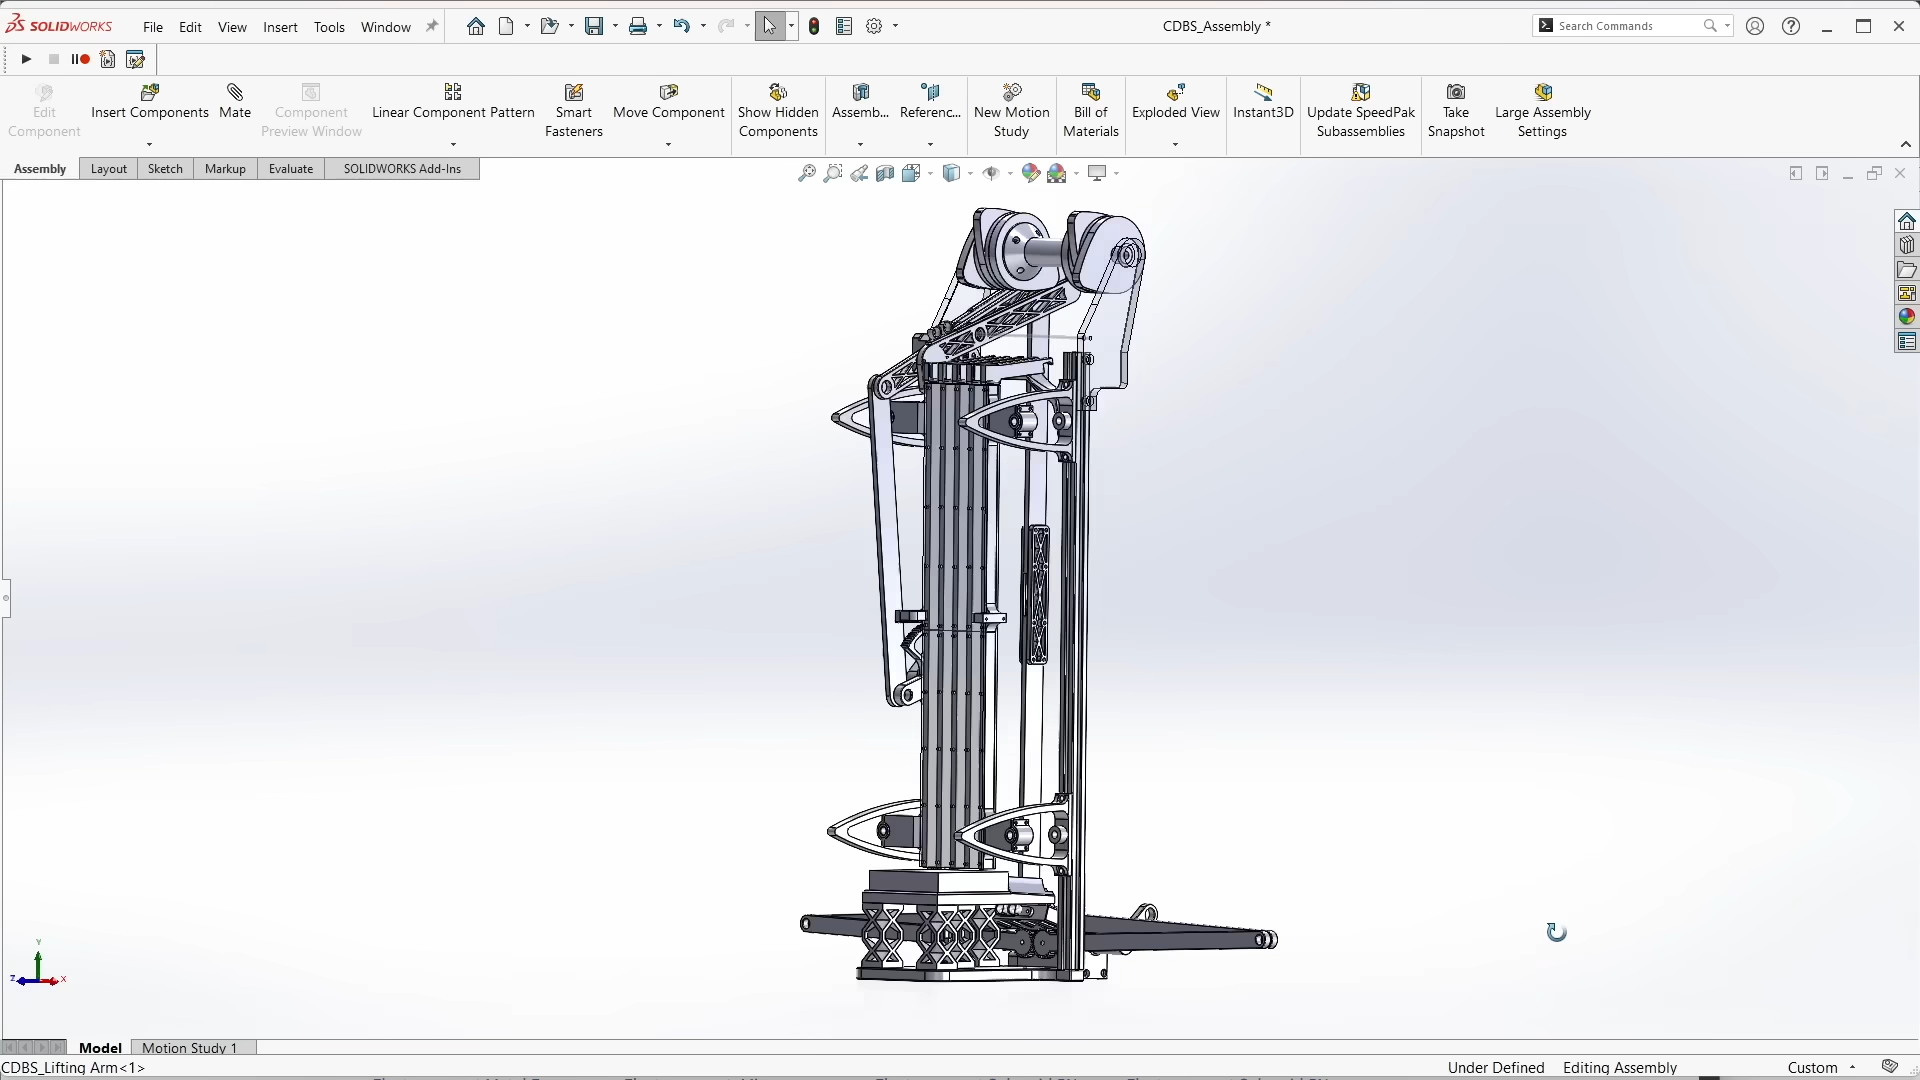 SOLIDWORKS File Edit View Insert Tools Window CDBS_Assembly * Search Commands
Edit Component
Insert Components
Mate
Component Preview Window
Linear Component Pattern
Smart Fasteners
Move Component
Show Hidden Components
Assemb...
Referenc...
New Motion Study
Bill of Materials
Exploded View
Instant3D
Update SpeedPak Subassemblies
Take Snapshot
Large Assembly Settings
Assembly Layout Sketch Markup Evaluate SOLIDWORKS Add-Ins
Y
Z X
Model Motion Study 1
CDBS_Lifting Arm<1> Under Defined Editing Assembly Custom